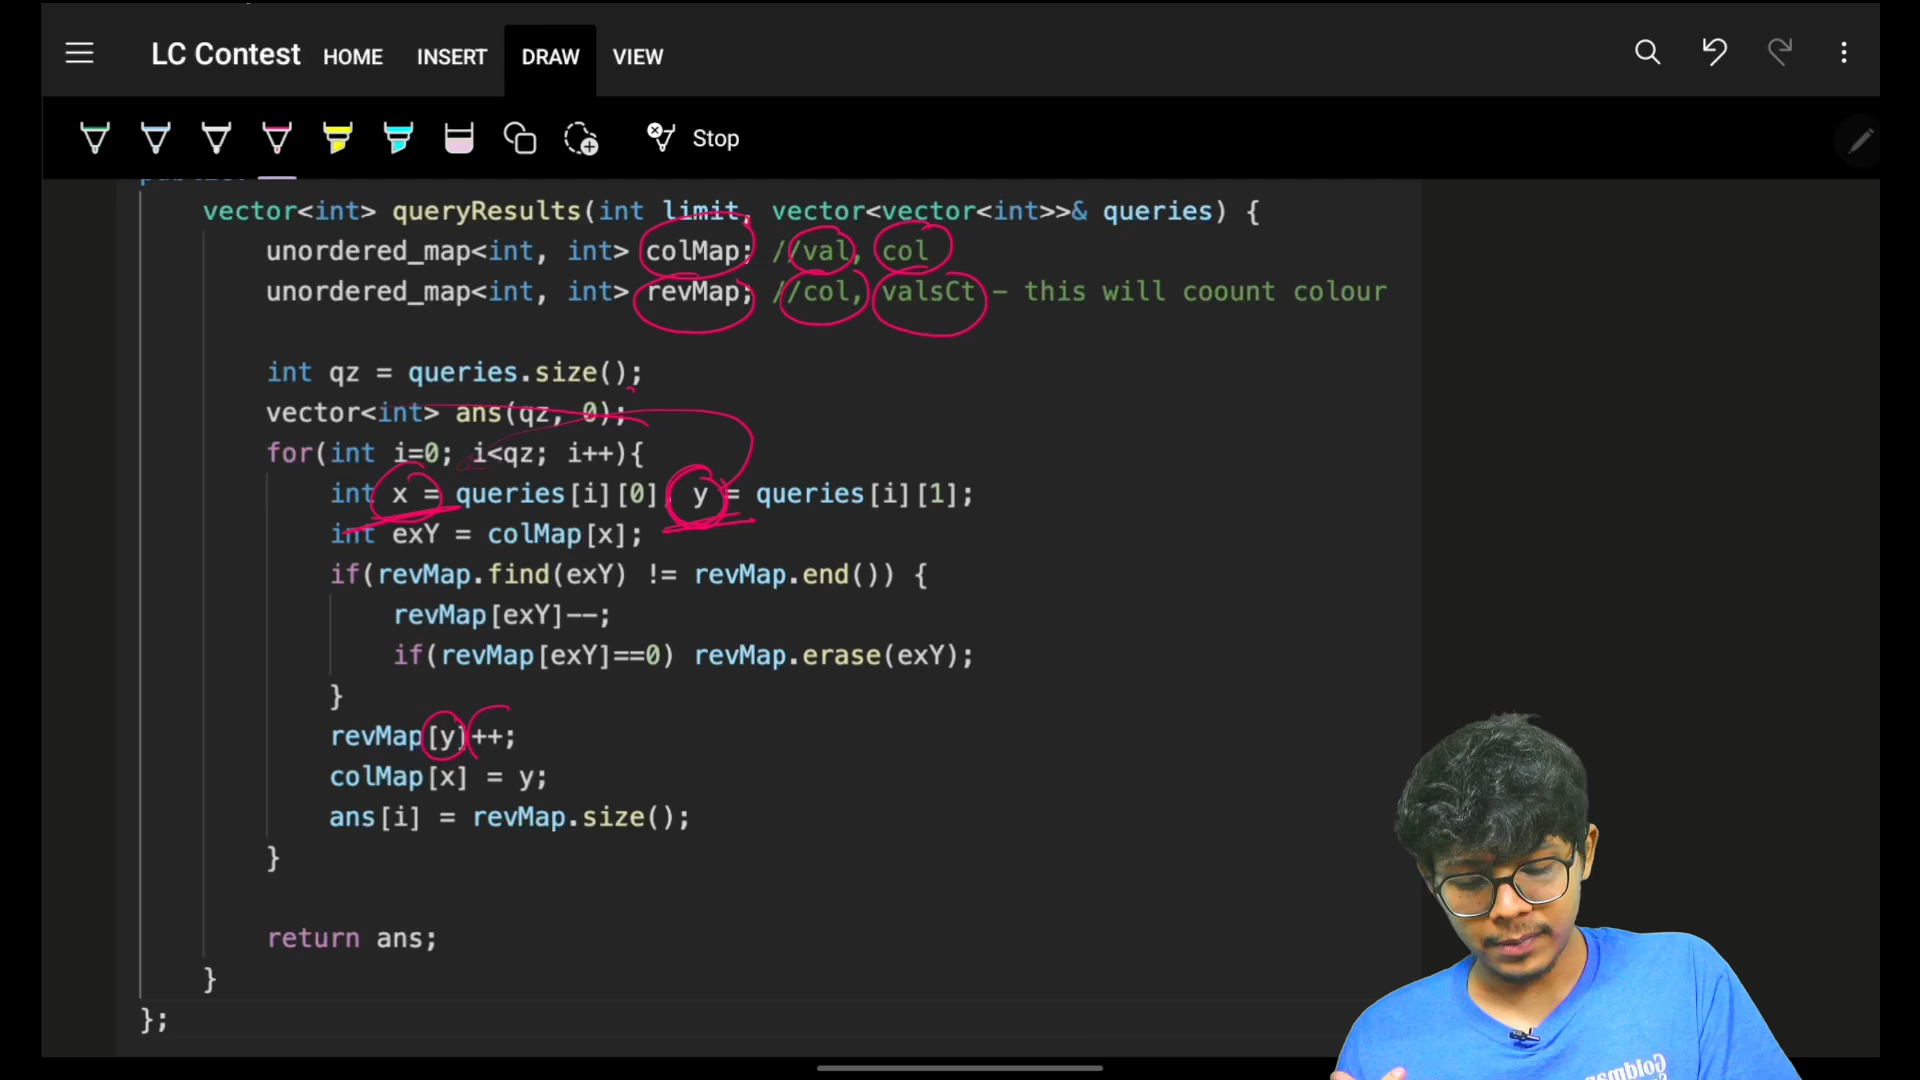 LC Contest HOME INSERT DRAW VIEW
Stop
vector<int> queryResults(int limit, vector<vector<int>>& queries) {
unordered_map<int, int> colMap; //val, col
unordered_map<int, int> revMap; //col, valsCt - this will coount colour
int qz = queries.size();
vector<int> ans(qz, 0);
for(int i=0; i<qz; i++){
int x = queries[i][0], y = queries[i][1];
int exY = colMap[x];
if(revMap.find(exY) != revMap.end()) {
revMap[exY]--;
if(revMap[exY]==0) revMap.erase(exY);
}
revMap[y]++;
colMap[x] = y;
ans[i] = revMap.size();
}
return ans;
}
};